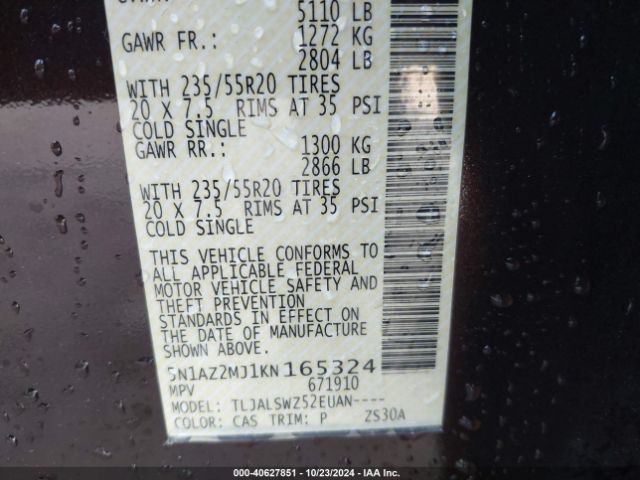 5110 LB
GAWR FR.: 1272 KG
2804 LB
WITH 235/55R20 TIRES
20 X 7.5 RIMS AT 35 PSI
COLD SINGLE
GAWR RR.: 1300 KG
2866 LB
WITH 235/55R20 TIRES
20 X 7.5 RIMS AT 35 PSI
COLD SINGLE
THIS VEHICLE CONFORMS TO
ALL APPLICABLE FEDERAL
MOTOR VEHICLE SAFETY AND
THEFT PREVENTION
STANDARDS IN EFFECT ON
THE DATE OF MANUFACTURE
SHOWN ABOVE.
5N1AZ2MJ1KN165324
MPV 671910
MODEL: TLJALSWZ52EUAN----
COLOR: CAS TRIM: P ZS30A
000-40627851 - 10/23/2024 - IAA Inc.